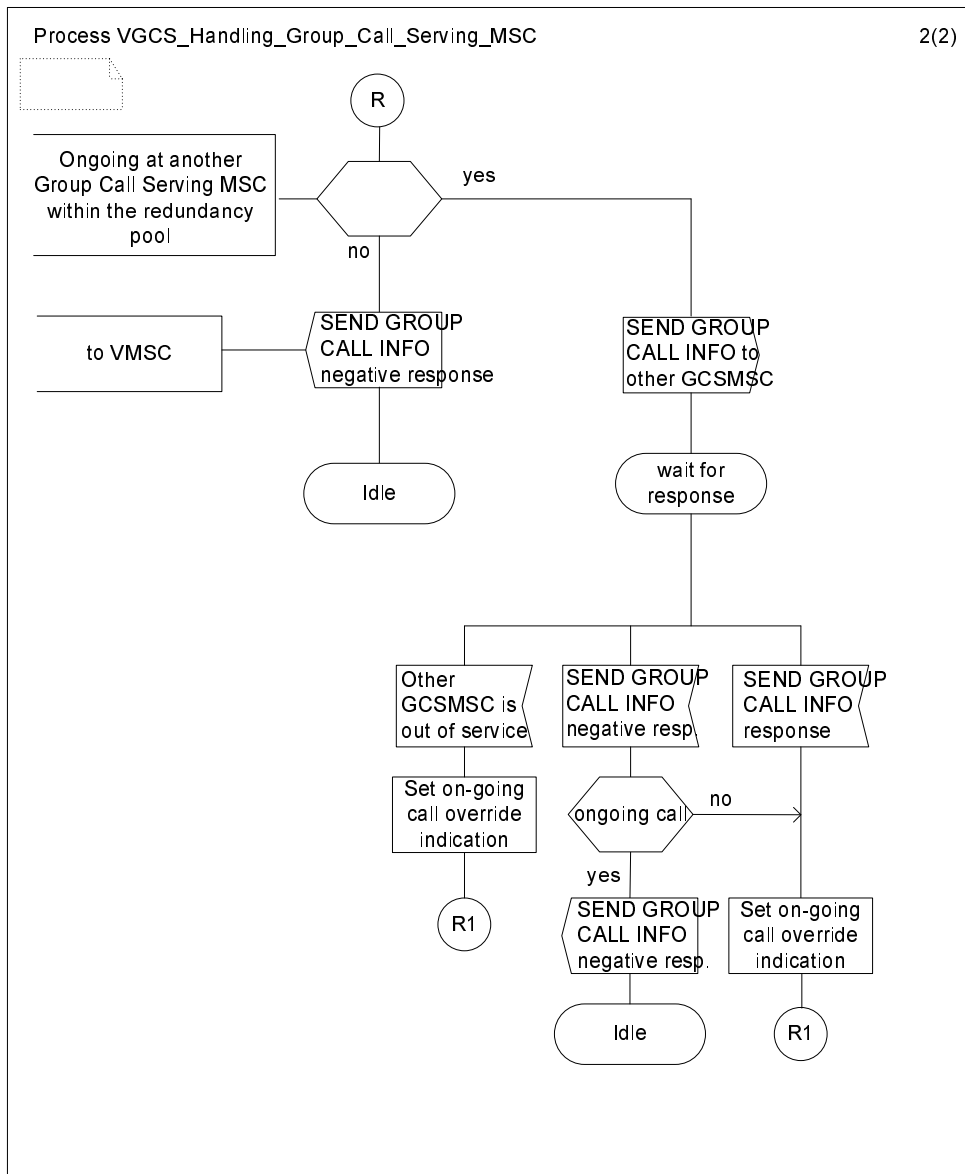 Process VGCS_Handling_Group_Call_Serving_MSC
2(2)
R
Ongoing at another
Group Call Serving MSC
within the redundancy
pool
yes
no
SEND GROUP
CALL INFO
negative response
to VMSC
SEND GROUP
CALL INFO to
other GCSMSC
Idle
wait for
response
Other
GCSMSC is
out of service
SEND GROUP
CALL INFO
negative resp.
SEND GROUP
CALL INFO
response
Set on-going
call override
indication
ongoing call
no
yes
R1
SEND GROUP
CALL INFO
negative resp.
Set on-going
call override
indication
Idle
R1